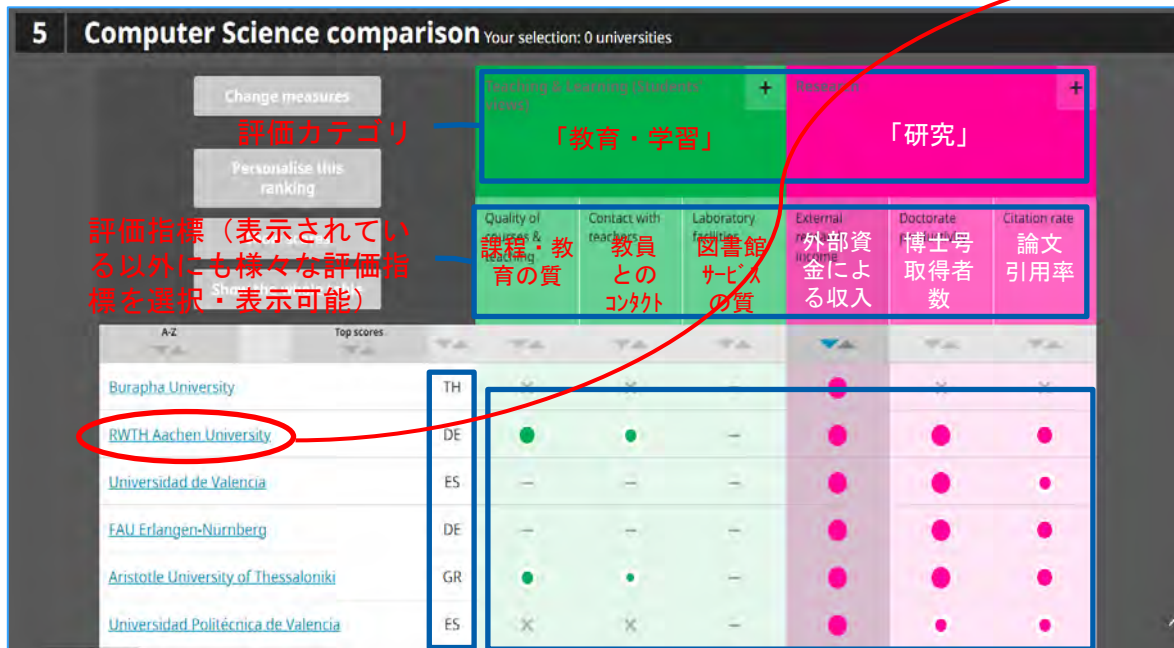 5 Computer Science comparison Your selection: 0 universities
Change measures
Teaching & Learning (Students' views) +
Research +
評価カテゴリ
「教育・学習」
「研究」
Personalise this
ranking
評価指標（表示されてい
る以外にも様々な評価指
標を選択・表示可能）
Quality of
courses &
teaching
課程・教
育の質
Contact with
teachers
教員
との
ｺﾝﾀｸﾄ
Laboratory
facilities
図書館
ｻｰﾋﾞｽ
の質
External
research
income
外部資
金によ
る収入
Doctorate
productivity
博士号
取得者
数
Citation rate
論文
引用率
A-Z Top scores
Burapha University TH × × – × ×
RWTH Aachen University DE –
Universidad de Valencia ES – – –
FAU Erlangen-Nürnberg DE – – –
Aristotle University of Thessaloniki GR –
Universidad Politécnica de Valencia ES × × –